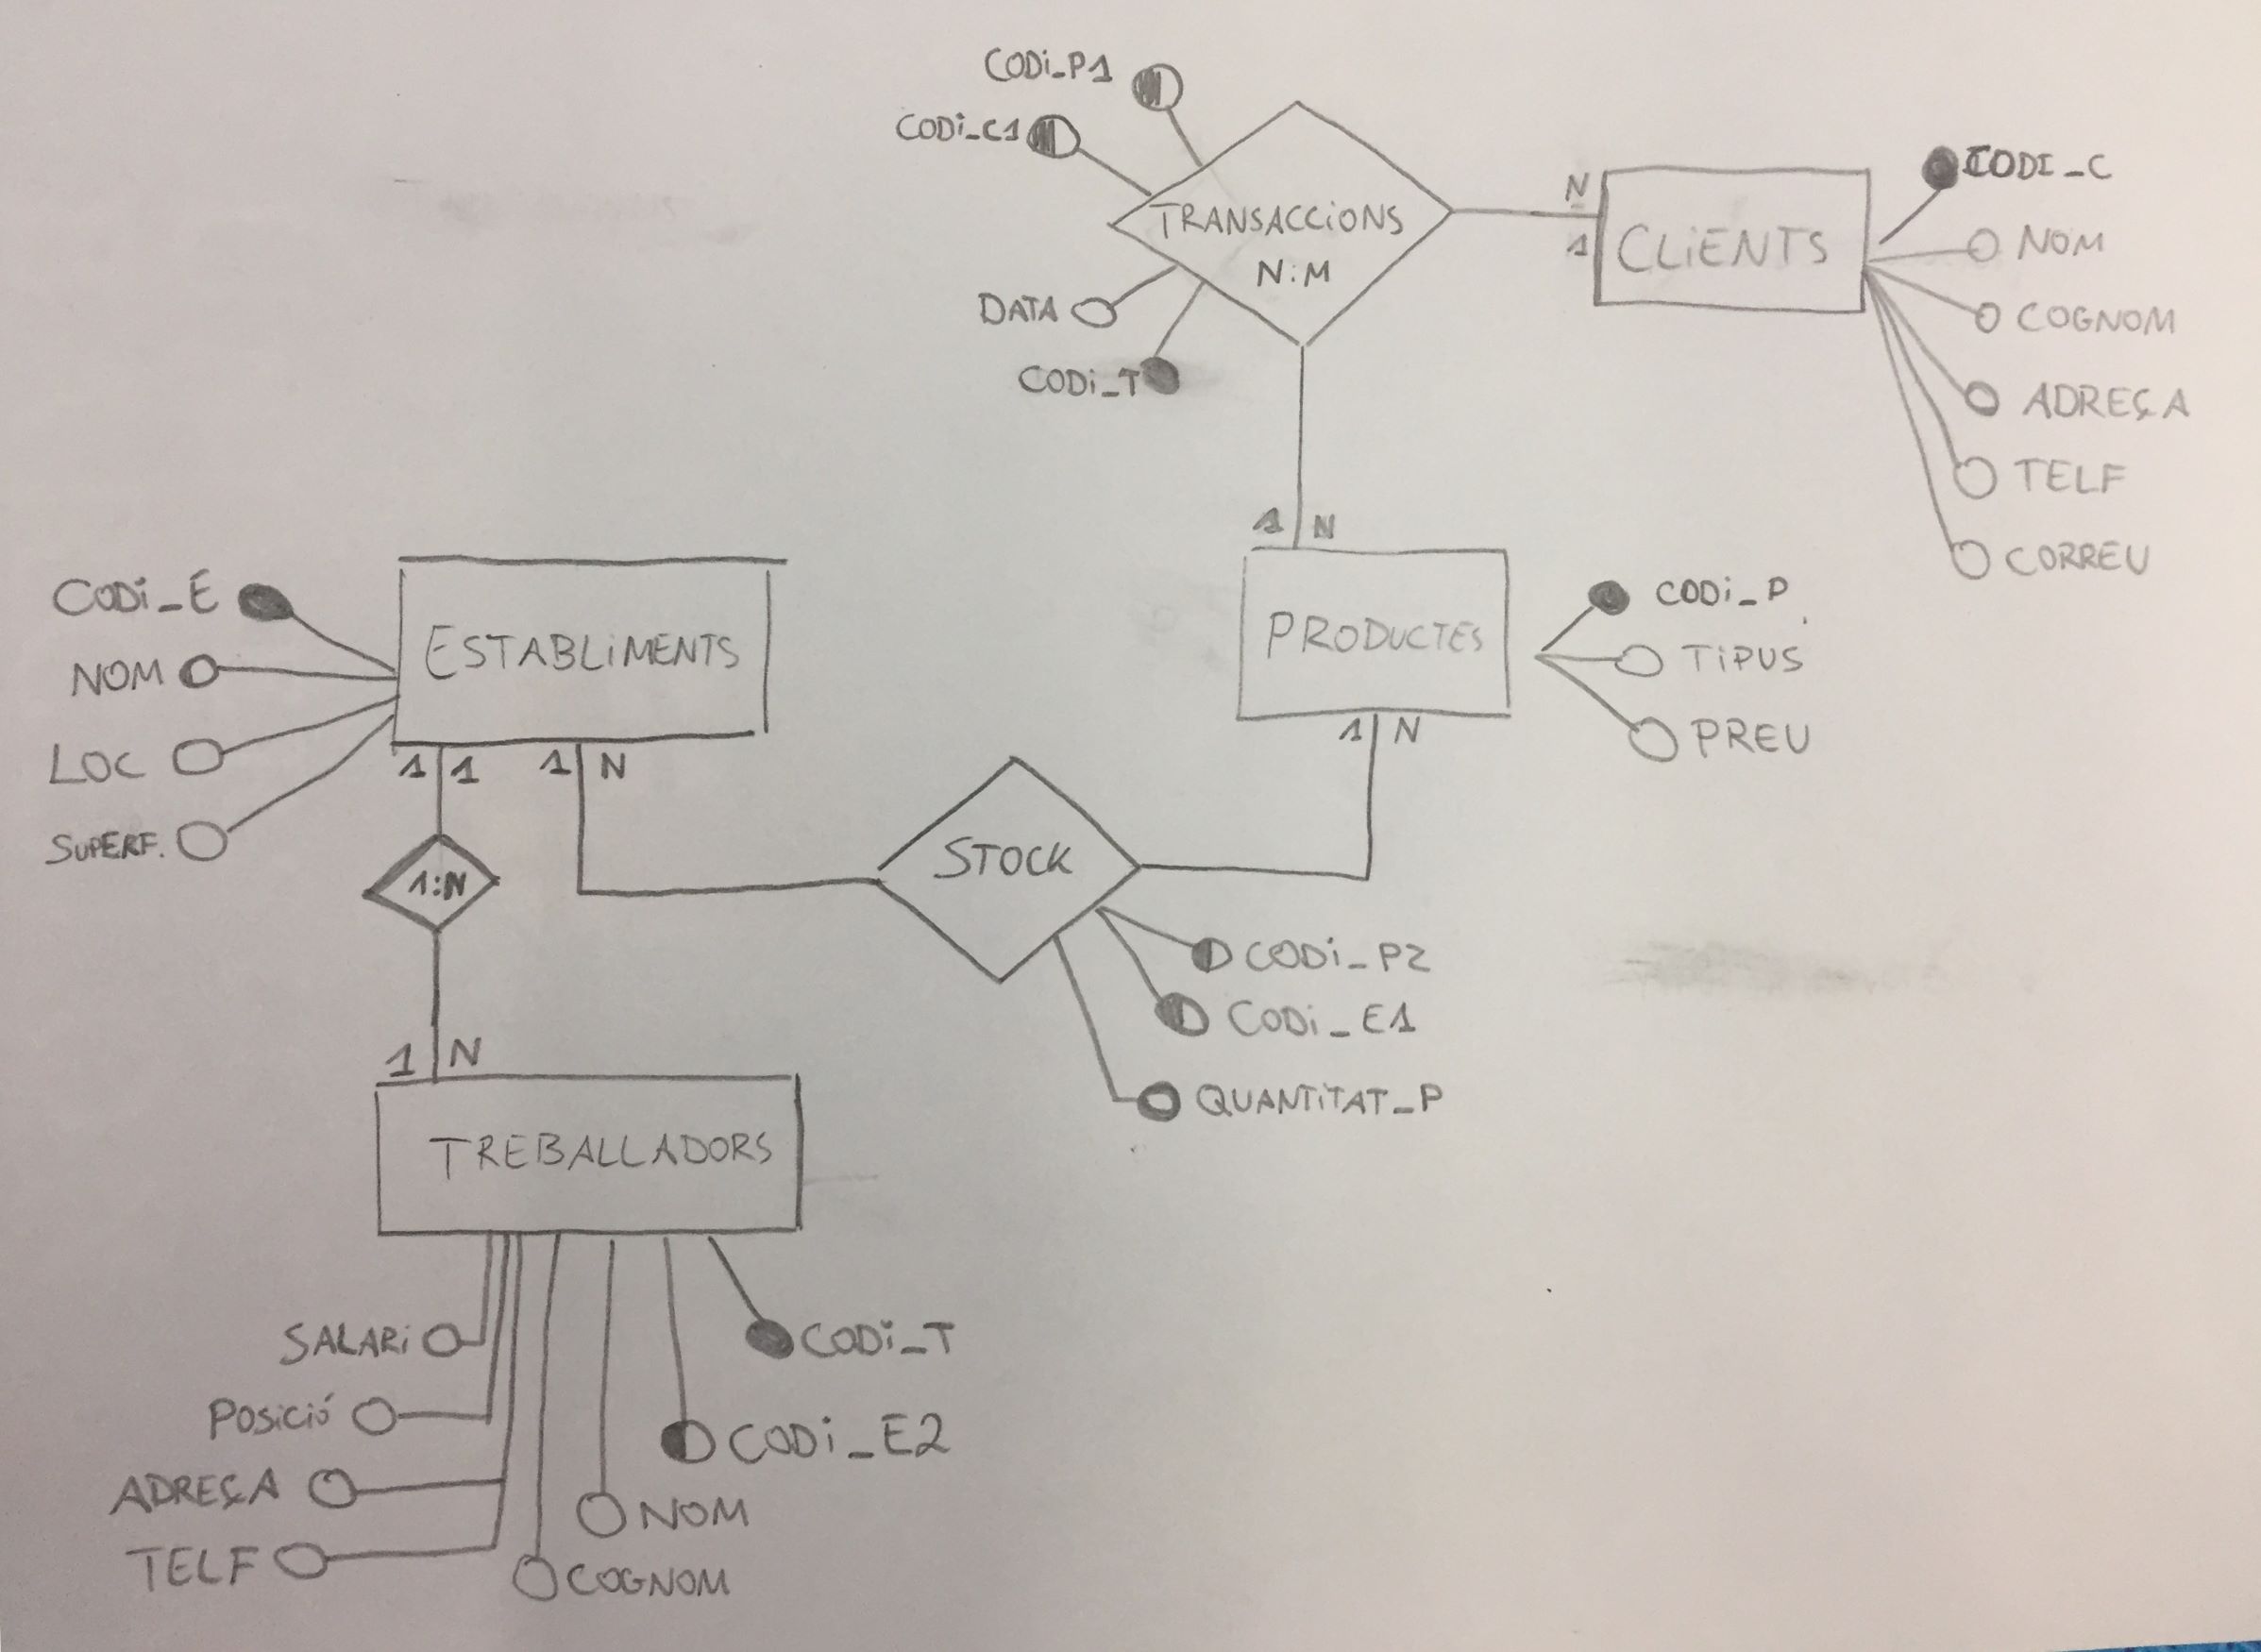 CODi_P1
CODi_C1
TRANSACCiONS
N:M
DATA
CODi_T
N
1
CLiENTS
CODI_C
NOM
COGNOM
ADREÇA
TELF
CORREU
1 N
PRODUCTES
CODi_P
TiPUS
PREU
1 N
CODi_E
NOM
LOC
SUPERF.
ESTABLiMENTS
1 1
1 N
1:N
STOCK
CODi_P2
CODi_E1
QUANTiTAT_P
1 N
TREBALLADORS
SALARi
POSiCiÓ
ADREÇA
TELF
COGNOM
NOM
CODi_E2
CODi_T